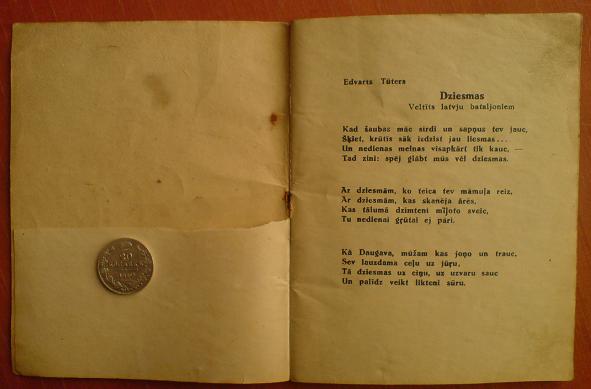 20
Edvarts Tūters
Dziesmas
Veltīts latvju bataljoniem
Kad šaubas māc sirdi un sapņus tev jauc,
Šķiet, krūtīs sāk izdzist jau liesmas...
Un nedienas melnas visapkārt tik kauc, —
Tad zini: spēj glābt mūs vēl dziesmas.
Ar dziesmām, ko teica tev māmuļa reiz,
Ar dziesmām, kas skanēja ārēs,
Kas tālumā dzimteni mīļoto sveic,
Tu nedienai grūtai ej pāri.
Kā Daugava, mūžam kas joņo un trauc,
Sev lauzdama ceļu uz jūru,
Tā dziesmas uz ciņu, uz uzvaru sauc
Un palīdz veikt likteni sūru.